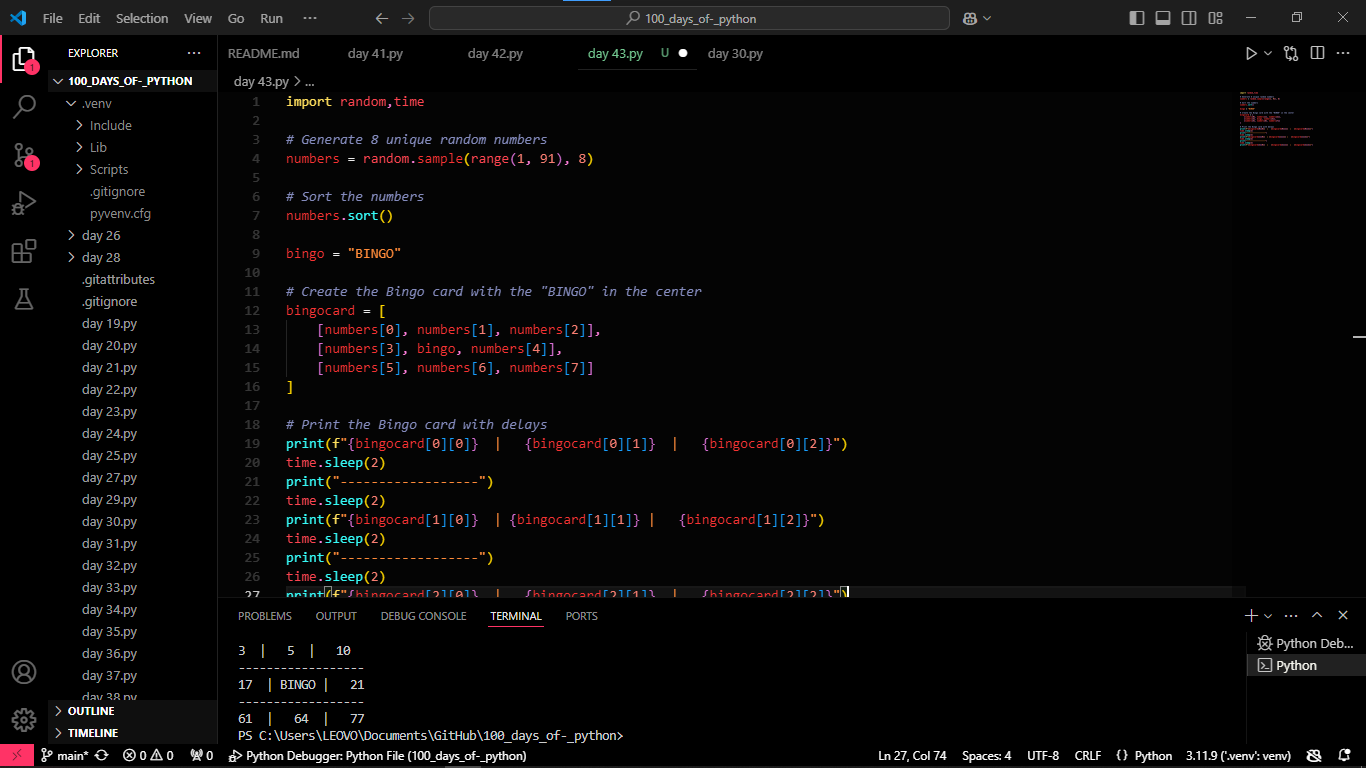 File Edit Selection View Go Run ··· 100_days_of-_python
EXPLORER ···
100_DAYS_OF-_PYTHON
.venv
Include
Lib
Scripts
.gitignore
pyvenv.cfg
day 26
day 28
.gitattributes
.gitignore
day 19.py
day 20.py
day 21.py
day 22.py
day 23.py
day 24.py
day 25.py
day 27.py
day 29.py
day 30.py
day 31.py
day 32.py
day 33.py
day 34.py
day 35.py
day 36.py
day 37.py
day 38.py
OUTLINE
TIMELINE
1
1
README.md day 41.py day 42.py day 43.py U day 30.py
day 43.py > ...
1 import random,time
2
3 # Generate 8 unique random numbers
4 numbers = random.sample(range(1, 91), 8)
5
6 # Sort the numbers
7 numbers.sort()
8
9 bingo = "BINGO"
10
11 # Create the Bingo card with the "BINGO" in the center
12 bingocard = [
13     [numbers[0], numbers[1], numbers[2]],
14     [numbers[3], bingo, numbers[4]],
15     [numbers[5], numbers[6], numbers[7]]
16 ]
17
18 # Print the Bingo card with delays
19 print(f"{bingocard[0][0]}  |   {bingocard[0][1]}  |   {bingocard[0][2]}")
20 time.sleep(2)
21 print("------------------")
22 time.sleep(2)
23 print(f"{bingocard[1][0]}  | {bingocard[1][1]} |   {bingocard[1][2]}")
24 time.sleep(2)
25 print("------------------")
26 time.sleep(2)
27 print(f"{bingocard[2][0]}  |   {bingocard[2][1]}  |   {bingocard[2][2]}")
PROBLEMS OUTPUT DEBUG CONSOLE TERMINAL PORTS
3  |   5  |   10
------------------
17  | BINGO |   21
------------------
61  |   64  |   77
PS C:\Users\LEOVO\Documents\GitHub\100_days_of-_python>
Python Deb...
Python
main* 0 0 0 Python Debugger: Python File (100_days_of-_python) Ln 27, Col 74 Spaces: 4 UTF-8 CRLF {} Python 3.11.9 ('.venv': venv)